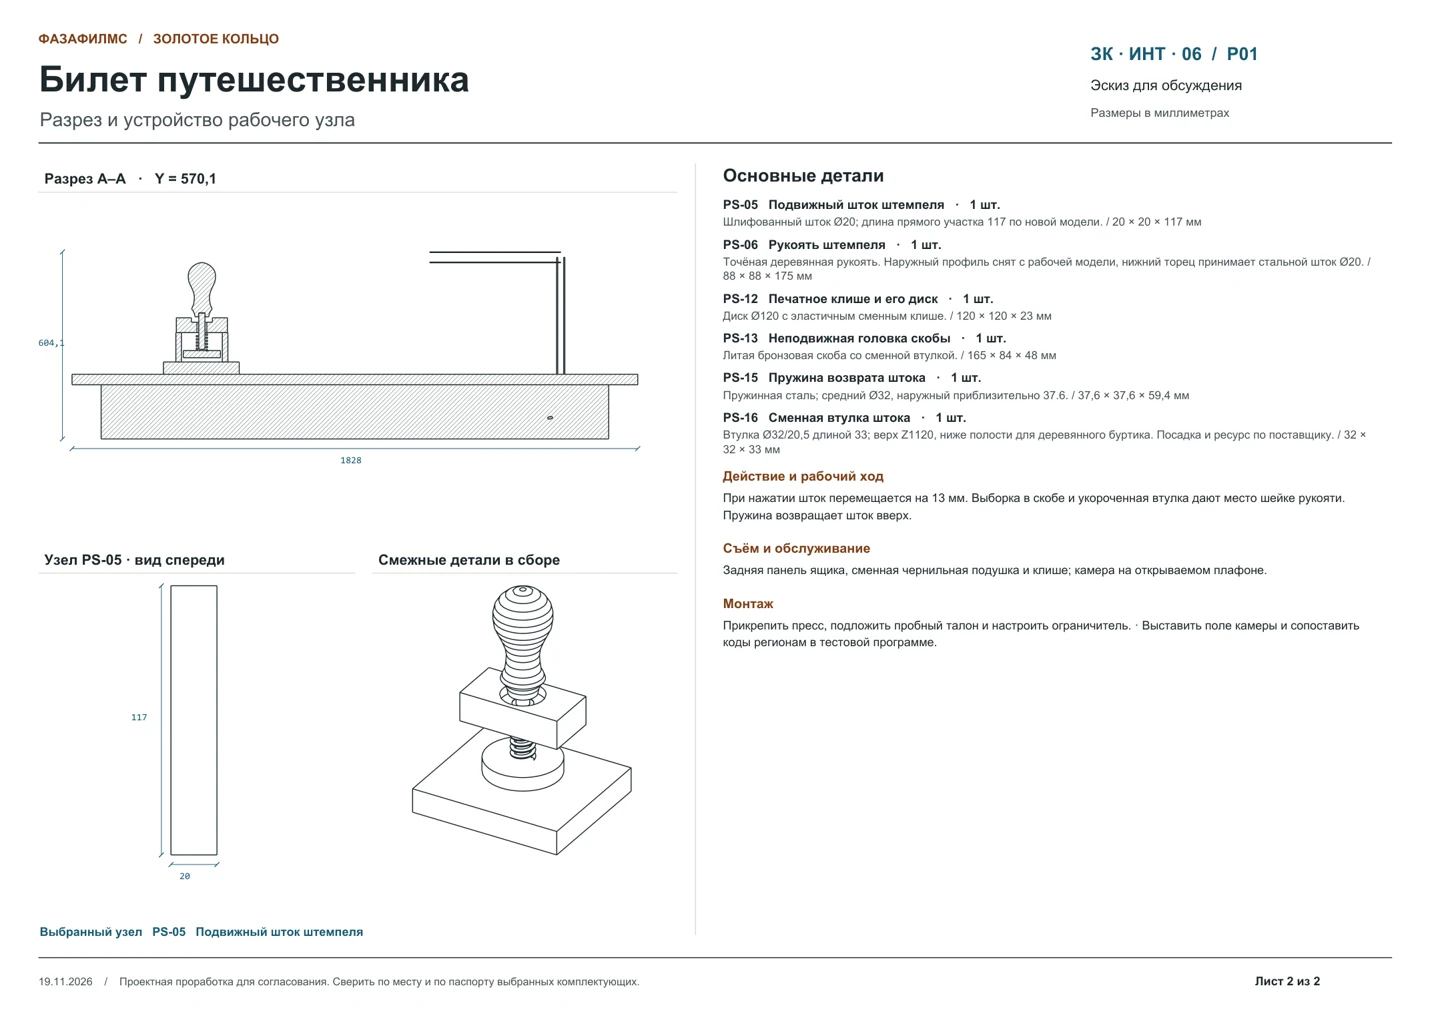 ФАЗАФИЛМС / ЗОЛОТОЕ КОЛЬЦО
Билет путешественника
Разрез и устройство рабочего узла
ЗК · ИНТ · 06 / Р01
Эскиз для обсуждения
Размеры в миллиметрах
Разрез А–А · Y = 570,1
604,1
1828
Узел PS-05 · вид спереди
117
20
Смежные детали в сборе
Выбранный узел PS-05 Подвижный шток штемпеля
Основные детали
PS-05 Подвижный шток штемпеля · 1 шт.
Шлифованный шток Ø20; длина прямого участка 117 по новой модели. / 20 × 20 × 117 мм
PS-06 Рукоять штемпеля · 1 шт.
Точёная деревянная рукоять. Наружный профиль снят с рабочей модели, нижний торец принимает стальной шток Ø20. /
88 × 88 × 175 мм
PS-12 Печатное клише и его диск · 1 шт.
Диск Ø120 с эластичным сменным клише. / 120 × 120 × 23 мм
PS-13 Неподвижная головка скобы · 1 шт.
Литая бронзовая скоба со сменной втулкой. / 165 × 84 × 48 мм
PS-15 Пружина возврата штока · 1 шт.
Пружинная сталь; средний Ø32, наружный приблизительно 37.6. / 37,6 × 37,6 × 59,4 мм
PS-16 Сменная втулка штока · 1 шт.
Втулка Ø32/20,5 длиной 33; верх Z1120, ниже полости для деревянного буртика. Посадка и ресурс по поставщику. / 32 ×
32 × 33 мм
Действие и рабочий ход
При нажатии шток перемещается на 13 мм. Выборка в скобе и укороченная втулка дают место шейке рукояти.
Пружина возвращает шток вверх.
Съём и обслуживание
Задняя панель ящика, сменная чернильная подушка и клише; камера на открываемом плафоне.
Монтаж
Прикрепить пресс, подложить пробный талон и настроить ограничитель. · Выставить поле камеры и сопоставить
коды регионам в тестовой программе.
19.11.2026 / Проектная проработка для согласования. Сверить по месту и по паспорту выбранных комплектующих.
Лист 2 из 2